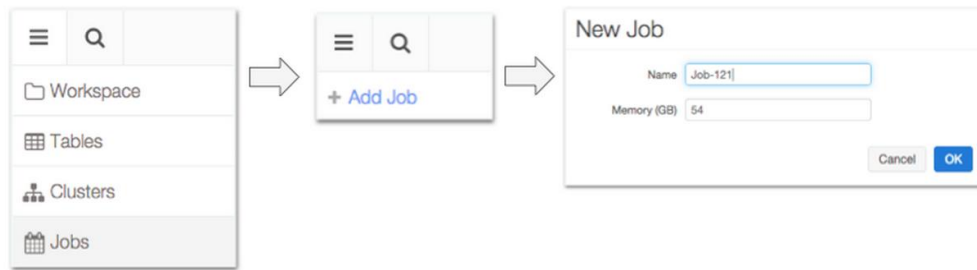 Workspace
Tables
Clusters
Jobs
+ Add Job
New Job
Name Job-121
Memory (GB) 54
Cancel OK